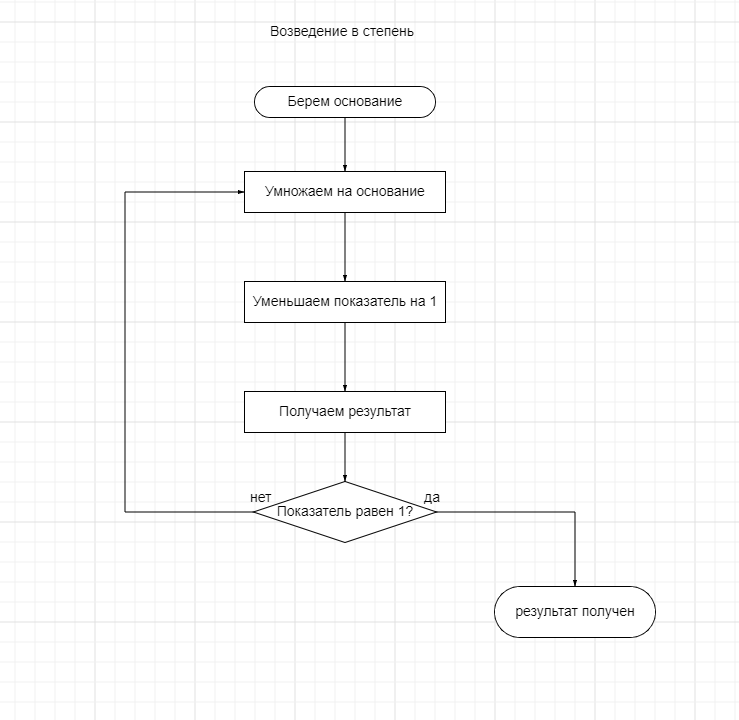 Возведение в степень
Берем основание
Умножаем на основание
Уменьшаем показатель на 1
Получаем результат
нет
да
Показатель равен 1?
результат получен